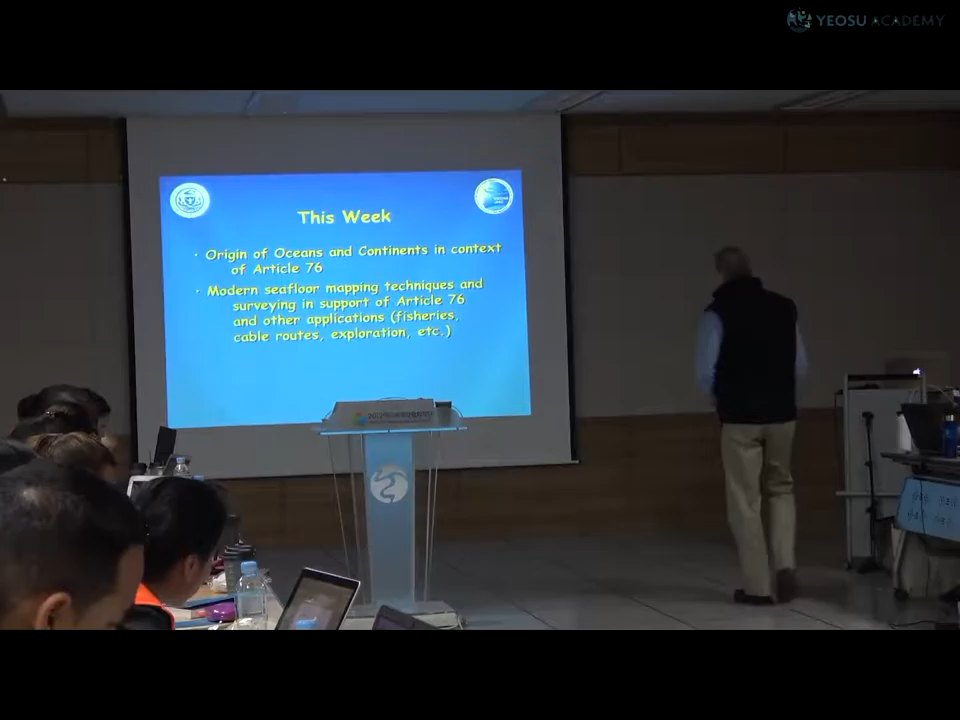 YEOSU ACADEMY
This Week
· Origin of Oceans and Continents in context
of Article 76
· Modern seafloor mapping techniques and
surveying in support of Article 76
and other applications (fisheries,
cable routes, exploration, etc.)